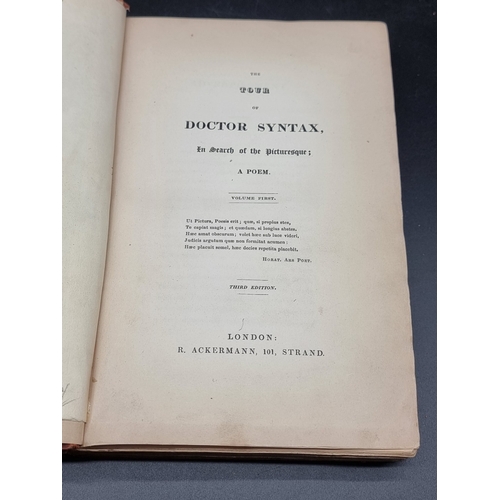 THE
TOUR
OF
DOCTOR SYNTAX,
In Search of the Picturesque;
A POEM.
VOLUME FIRST.
Ut Pictura, Poesis erit; quæ, si propius stes,
Te capiat magis; et quædam, si longius abstes.
Hæc amat obscurum; volet hæc sub luce videri,
Judicis argutum quæ non formidat acumen:
Hæc placuit semel, hæc decies repetita placebit.
HORAT. ARS POET.
THIRD EDITION.
LONDON:
R. ACKERMANN, 101, STRAND.